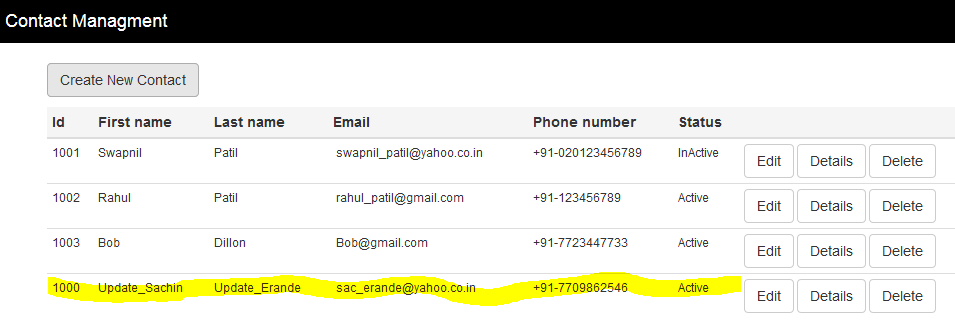 Contact Managment
Create New Contact
Id First name Last name Email Phone number Status
1001 Swapnil Patil swapnil_patil@yahoo.co.in +91-020123456789 InActive Edit Details Delete
1002 Rahul Patil rahul_patil@gmail.com +91-123456789 Active Edit Details Delete
1003 Bob Dillon Bob@gmail.com +91-7723447733 Active Edit Details Delete
1000 Update_Sachin Update_Erande sac_erande@yahoo.co.in +91-7709862546 Active Edit Details Delete